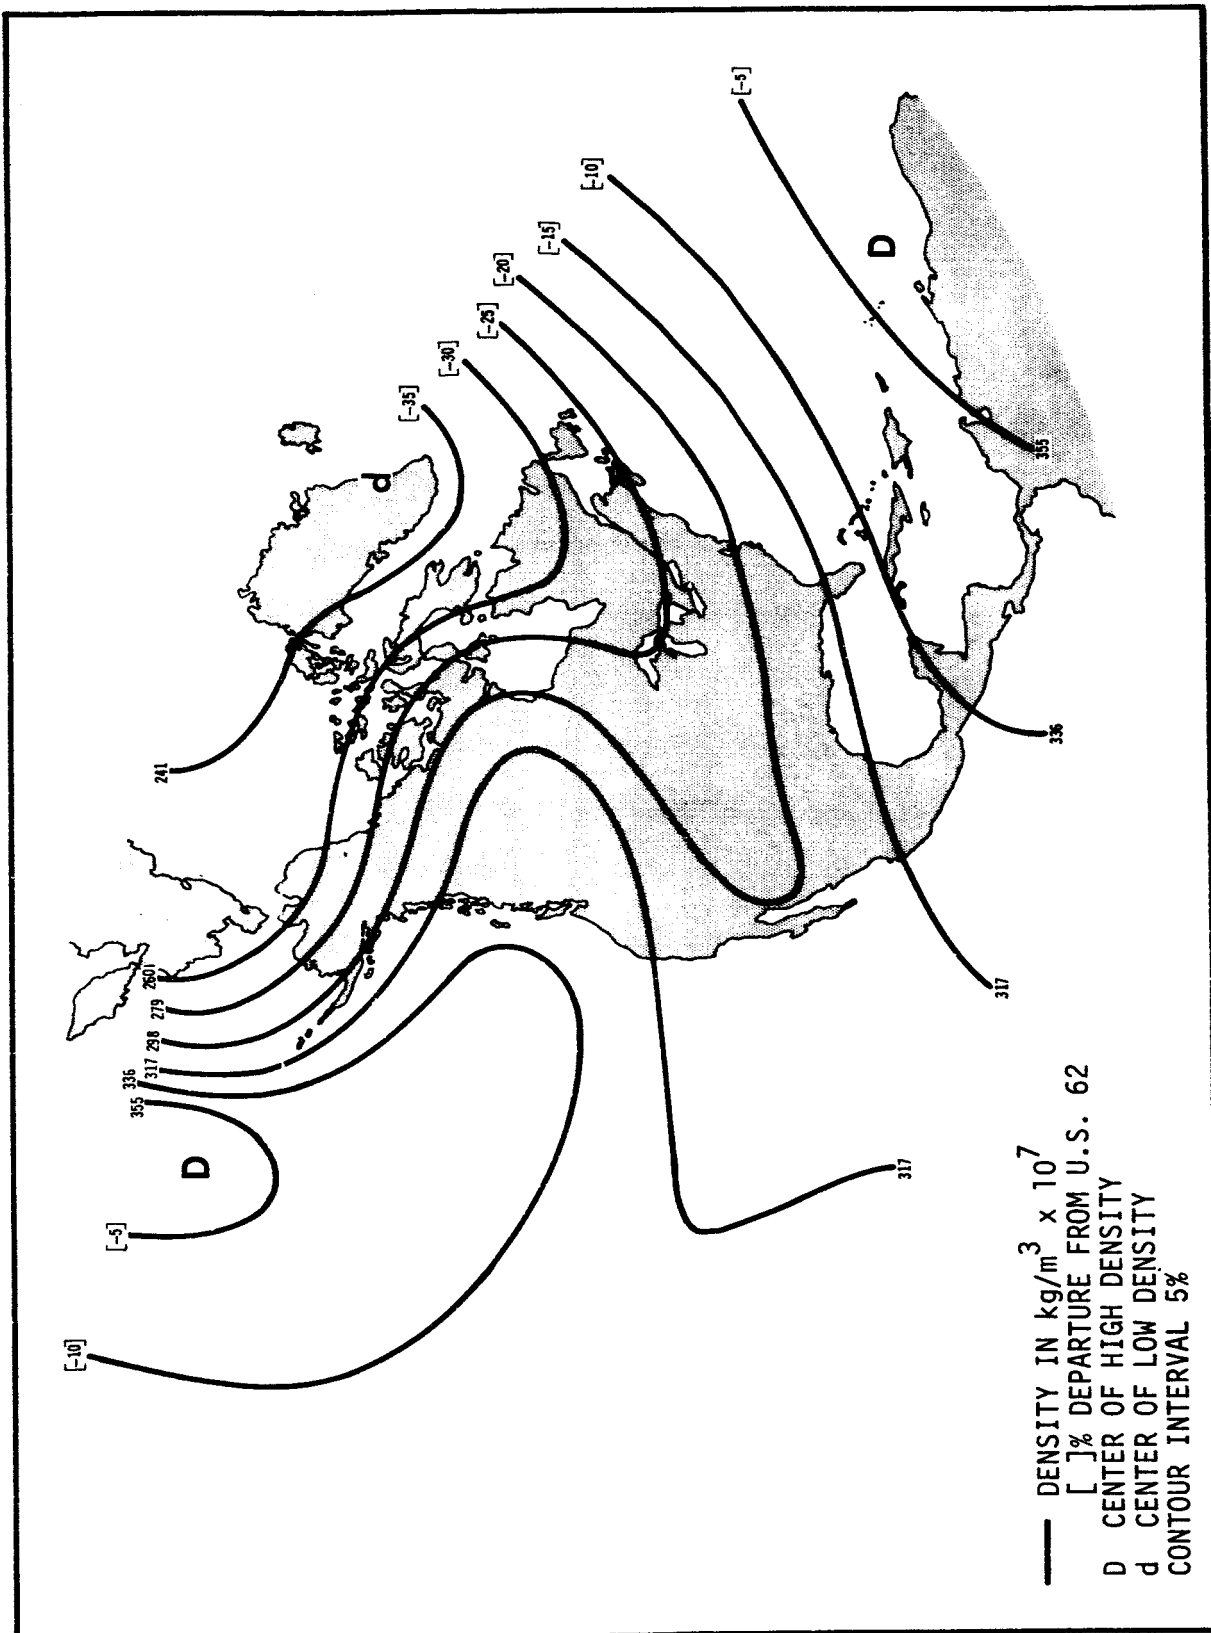 [-5]
[-10]
[-15]
[-20]
[-25]
[-30]
[-35]
D
d
355
336
241
260
279
298
317
336
355
D
[-5]
[-10]
317
317
DENSITY IN kg/m³ x 10⁷
[ ]% DEPARTURE FROM U.S. 62
D CENTER OF HIGH DENSITY
d CENTER OF LOW DENSITY
CONTOUR INTERVAL 5%